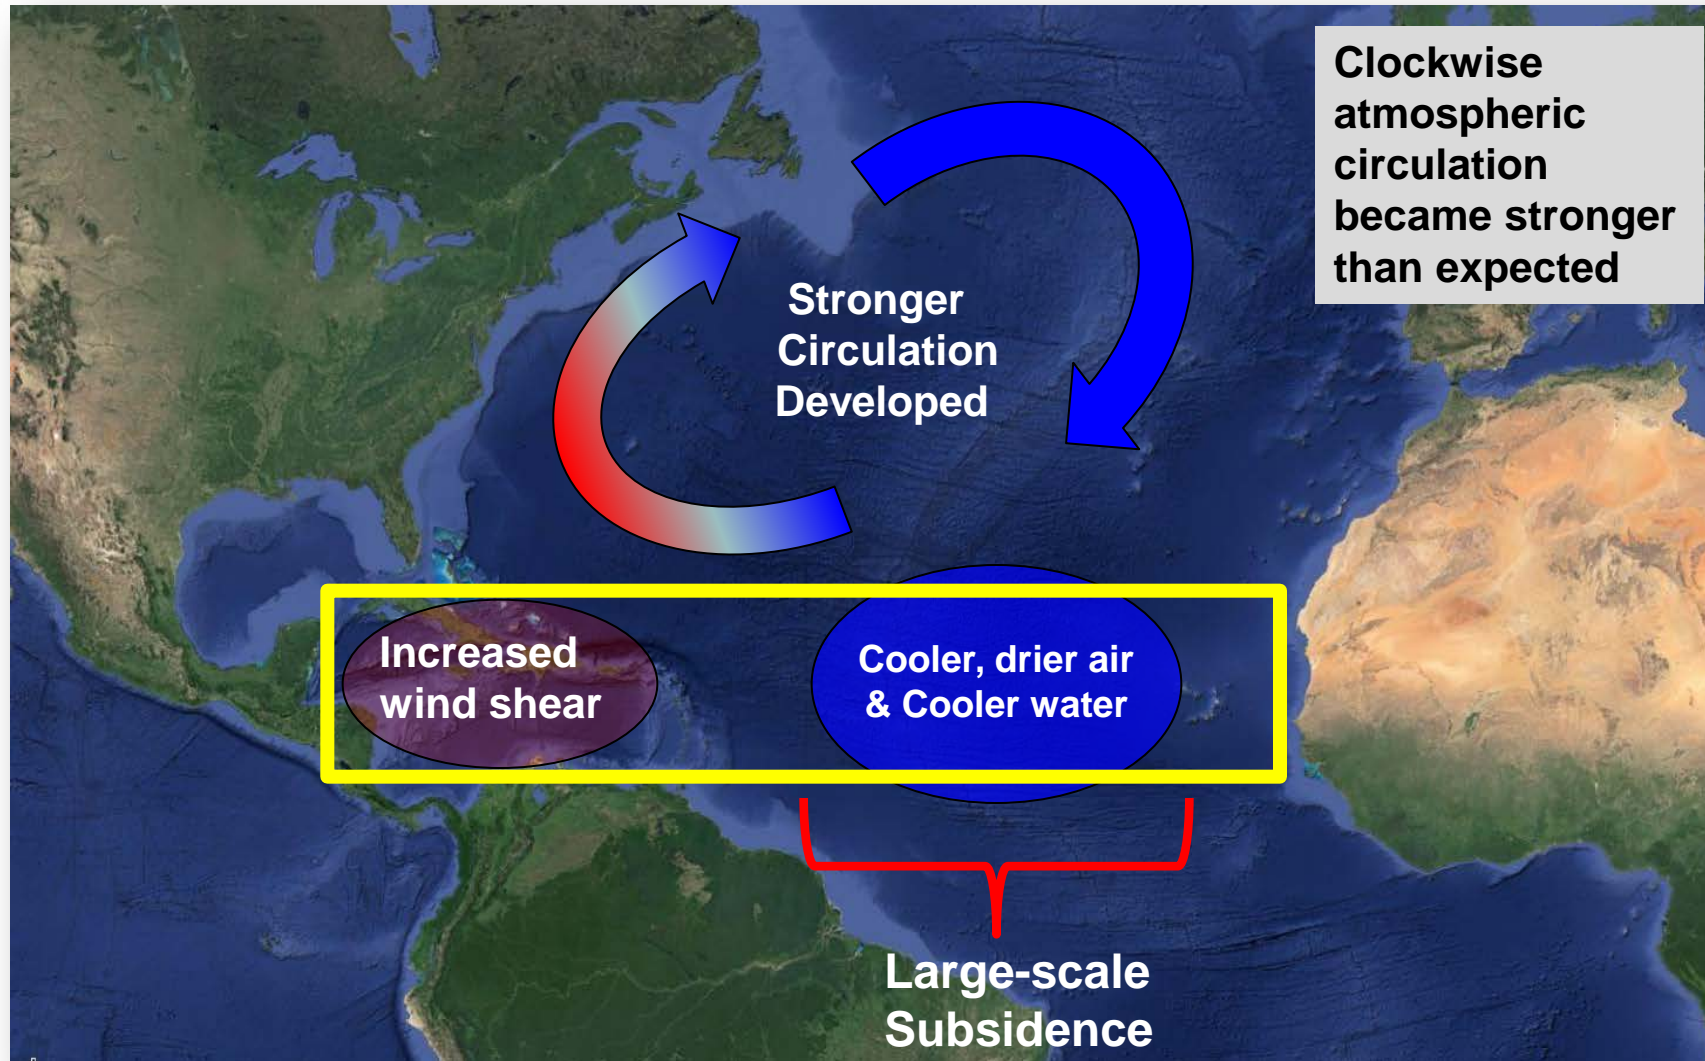 Clockwise
atmospheric
circulation
became stronger
than expected
Stronger
Circulation
Developed
Increased
wind shear
Cooler, drier air
& Cooler water
Large-scale
Subsidence